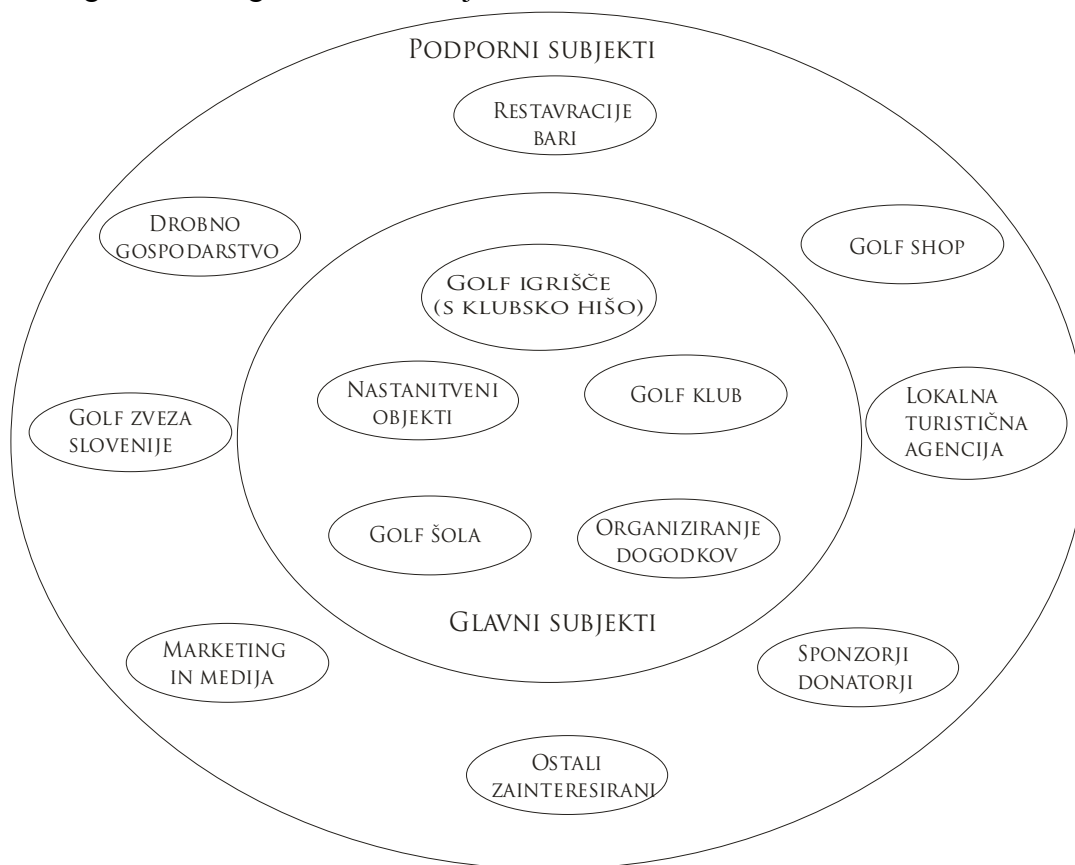 PODPORNI SUBJEKTI
RESTAVRACIJE
BARI
DROBNO
GOSPODARSTVO
GOLF SHOP
GOLF IGRIŠČE
(S KLUBSKO HIŠO)
NASTANITVENI
OBJEKTI
GOLF KLUB
GOLF ZVEZA
SLOVENIJE
LOKALNA
TURISTIČNA
AGENCIJA
GOLF ŠOLA
ORGANIZIRANJE
DOGODKOV
GLAVNI SUBJEKTI
MARKETING
IN MEDIJA
SPONZORJI
DONATORJI
OSTALI
ZAINTERESIRANI